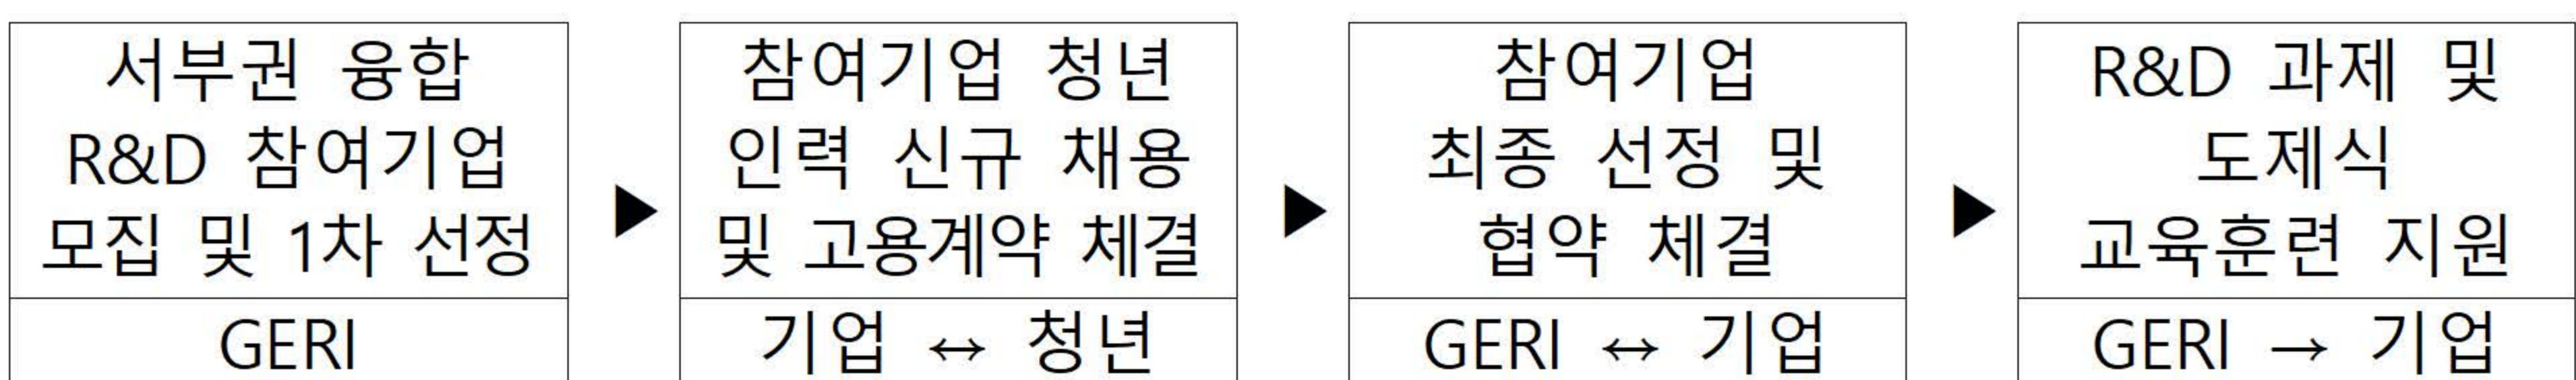 서부권 융합
R&D 참여기업
모집 및 1차 선정
GERI
▶
참여기업 청년
인력 신규 채용
및 고용계약 체결
기업 ↔ 청년
▶
참여기업
최종 선정 및
협약 체결
GERI ↔ 기업
▶
R&D 과제 및
도제식
교육훈련 지원
GERI → 기업